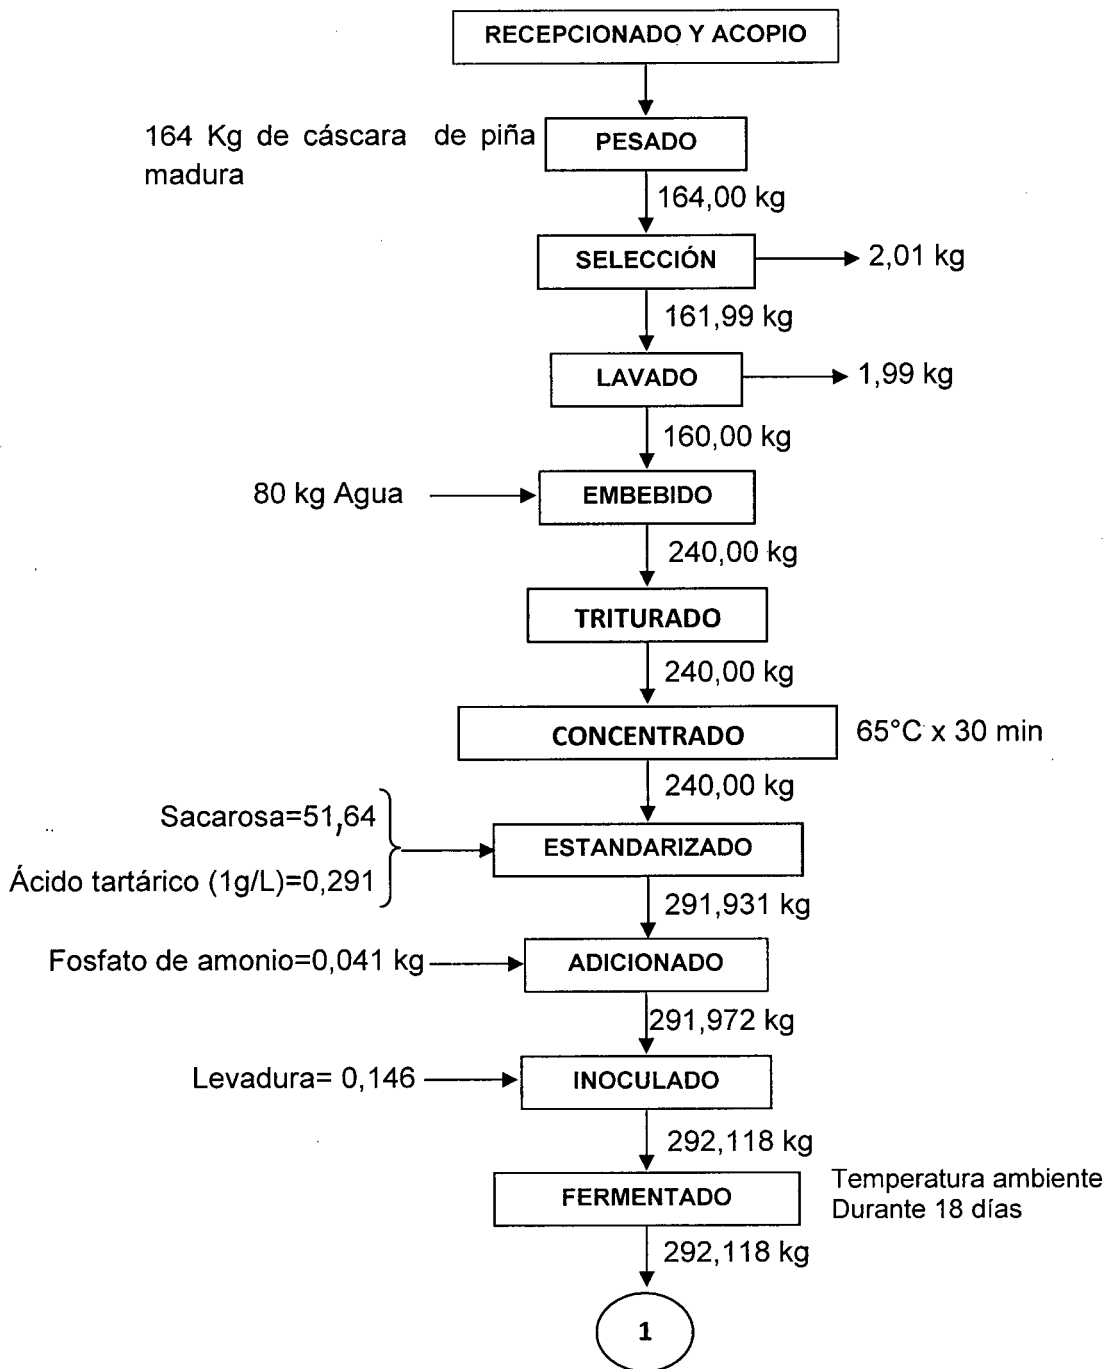 RECEPCIONADO Y ACOPIO
164 Kg de cáscara de piña
madura
PESADO
164,00 kg
SELECCIÓN
2,01 kg
161,99 kg
LAVADO
1,99 kg
160,00 kg
80 kg Agua
EMBEBIDO
240,00 kg
TRITURADO
240,00 kg
CONCENTRADO
65°C x 30 min
240,00 kg
Sacarosa=51,64
Ácido tartárico (1g/L)=0,291
ESTANDARIZADO
291,931 kg
Fosfato de amonio=0,041 kg
ADICIONADO
291,972 kg
Levadura= 0,146
INOCULADO
292,118 kg
FERMENTADO
Temperatura ambiente
Durante 18 días
292,118 kg
1